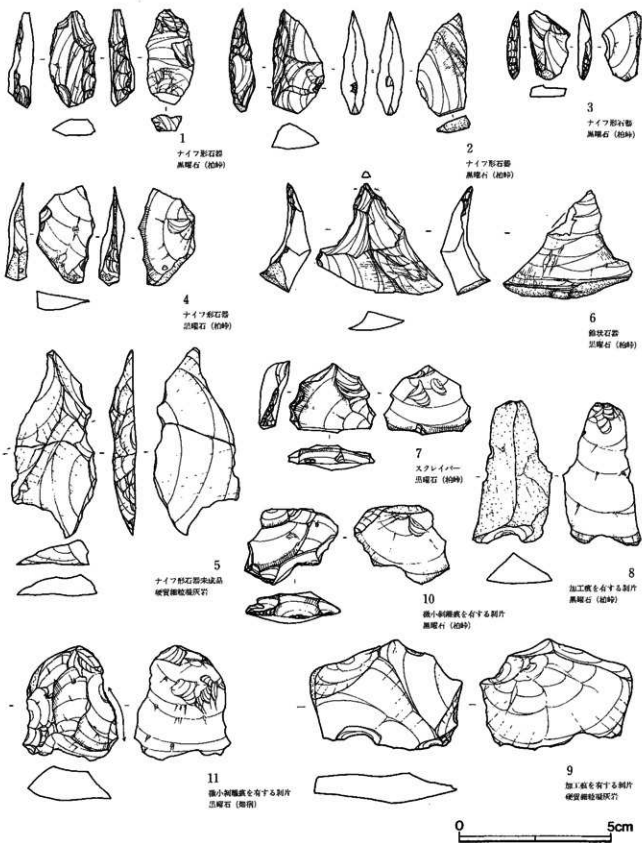 1
ナイフ形石器
黒曜石（柏峠）
2
ナイフ形石器
黒曜石（柏峠）
3
ナイフ形石器
黒曜石（柏峠）
4
ナイフ形石器
黒曜石（柏峠）
6
錐状石器
黒曜石（柏峠）
5
ナイフ形石器未成品
硬質細粒凝灰岩
7
スクレイパー
黒曜石（柏峠）
8
加工痕を有する剥片
黒曜石（柏峠）
10
微小剥離痕を有する剥片
黒曜石（柏峠）
11
微小剥離痕を有する剥片
黒曜石
9
加工痕を有する剥片
硬質細粒凝灰岩
0 5cm